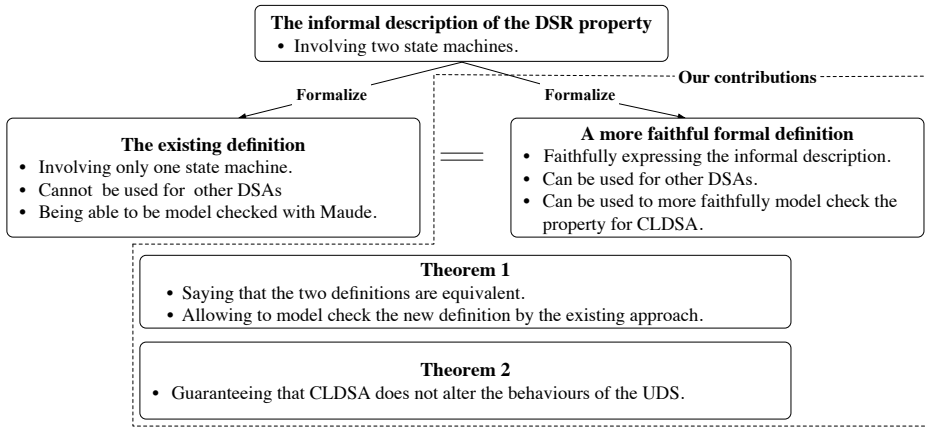 The informal description of the DSR property
• Involving two state machines.
Our contributions
Formalize
Formalize
The existing definition
• Involving only one state machine.
• Cannot be used for other DSAs
• Being able to be model checked with Maude.
A more faithful formal definition
• Faithfully expressing the informal description.
• Can be used for other DSAs.
• Can be used to more faithfully model check the
property for CLDSA.
Theorem 1
• Saying that the two definitions are equivalent.
• Allowing to model check the new definition by the existing approach.
Theorem 2
• Guaranteeing that CLDSA does not alter the behaviours of the UDS.